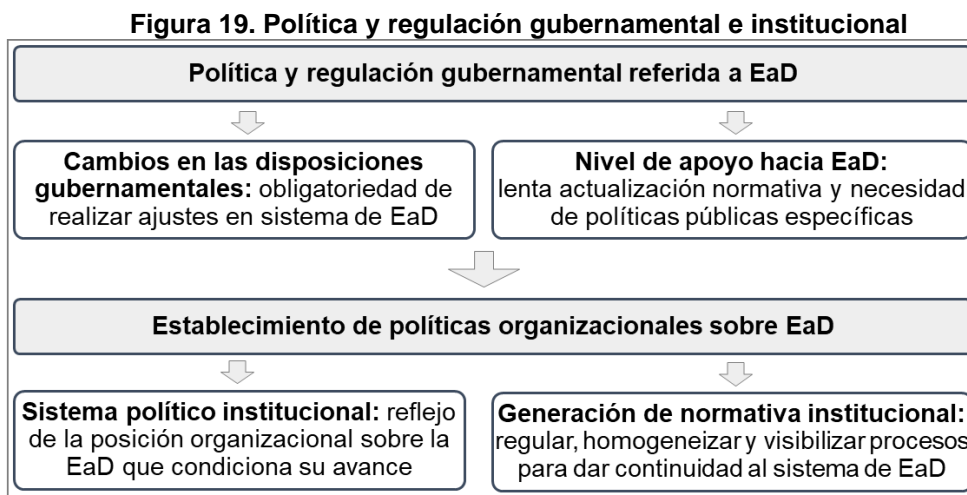 Figura 19. Política y regulación gubernamental e institucional
Política y regulación gubernamental referida a EaD
Cambios en las disposiciones
gubernamentales: obligatoriedad de
realizar ajustes en sistema de EaD
Nivel de apoyo hacia EaD:
lenta actualización normativa y necesidad
de políticas públicas específicas
Establecimiento de políticas organizacionales sobre EaD
Sistema político institucional: reflejo
de la posición organizacional sobre la
EaD que condiciona su avance
Generación de normativa institucional:
regular, homogeneizar y visibilizar procesos
para dar continuidad al sistema de EaD